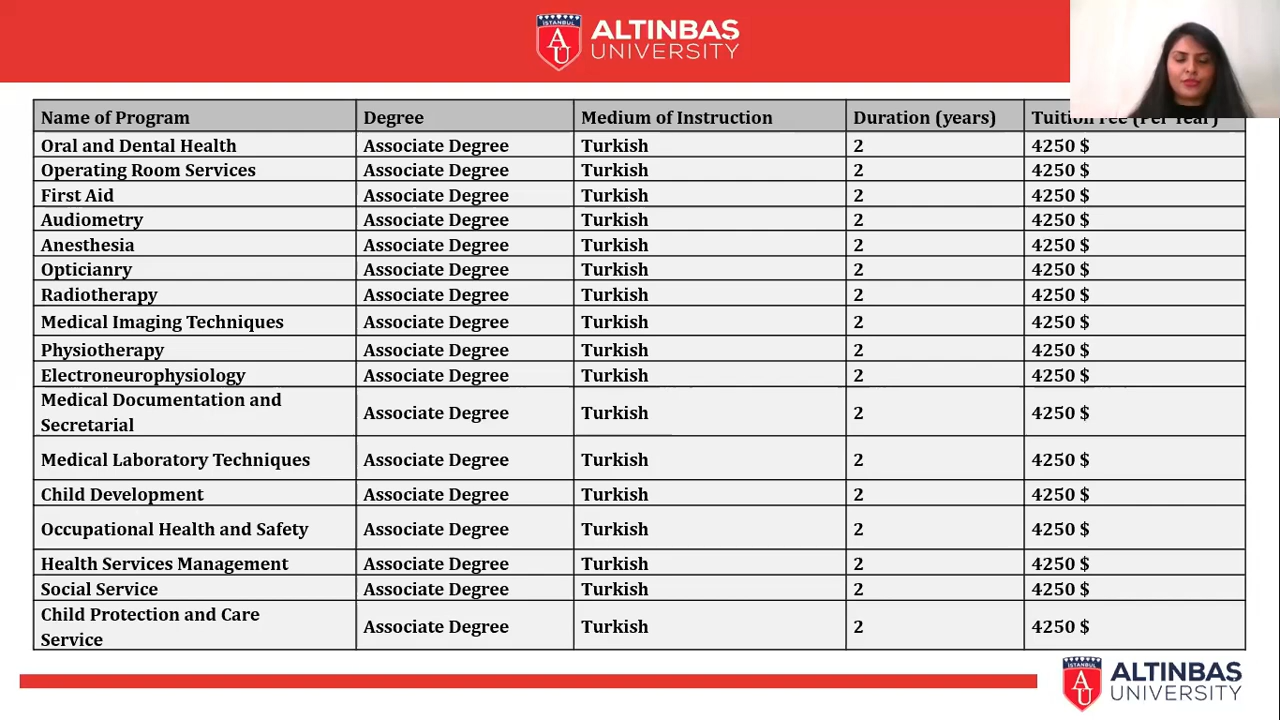 ISTANBUL
AU
ALTINBAS
UNIVERSITY
Name of Program Degree Medium of Instruction Duration (years) Tuition Fee (Per Year)
Oral and Dental Health Associate Degree Turkish 2 4250 $
Operating Room Services Associate Degree Turkish 2 4250 $
First Aid Associate Degree Turkish 2 4250 $
Audiometry Associate Degree Turkish 2 4250 $
Anesthesia Associate Degree Turkish 2 4250 $
Opticianry Associate Degree Turkish 2 4250 $
Radiotherapy Associate Degree Turkish 2 4250 $
Medical Imaging Techniques Associate Degree Turkish 2 4250 $
Physiotherapy Associate Degree Turkish 2 4250 $
Electroneurophysiology Associate Degree Turkish 2 4250 $
Medical Documentation and
Secretarial Associate Degree Turkish 2 4250 $
Medical Laboratory Techniques Associate Degree Turkish 2 4250 $
Child Development Associate Degree Turkish 2 4250 $
Occupational Health and Safety Associate Degree Turkish 2 4250 $
Health Services Management Associate Degree Turkish 2 4250 $
Social Service Associate Degree Turkish 2 4250 $
Child Protection and Care
Service Associate Degree Turkish 2 4250 $
ISTANBUL
AU
ALTINBAS
UNIVERSITY